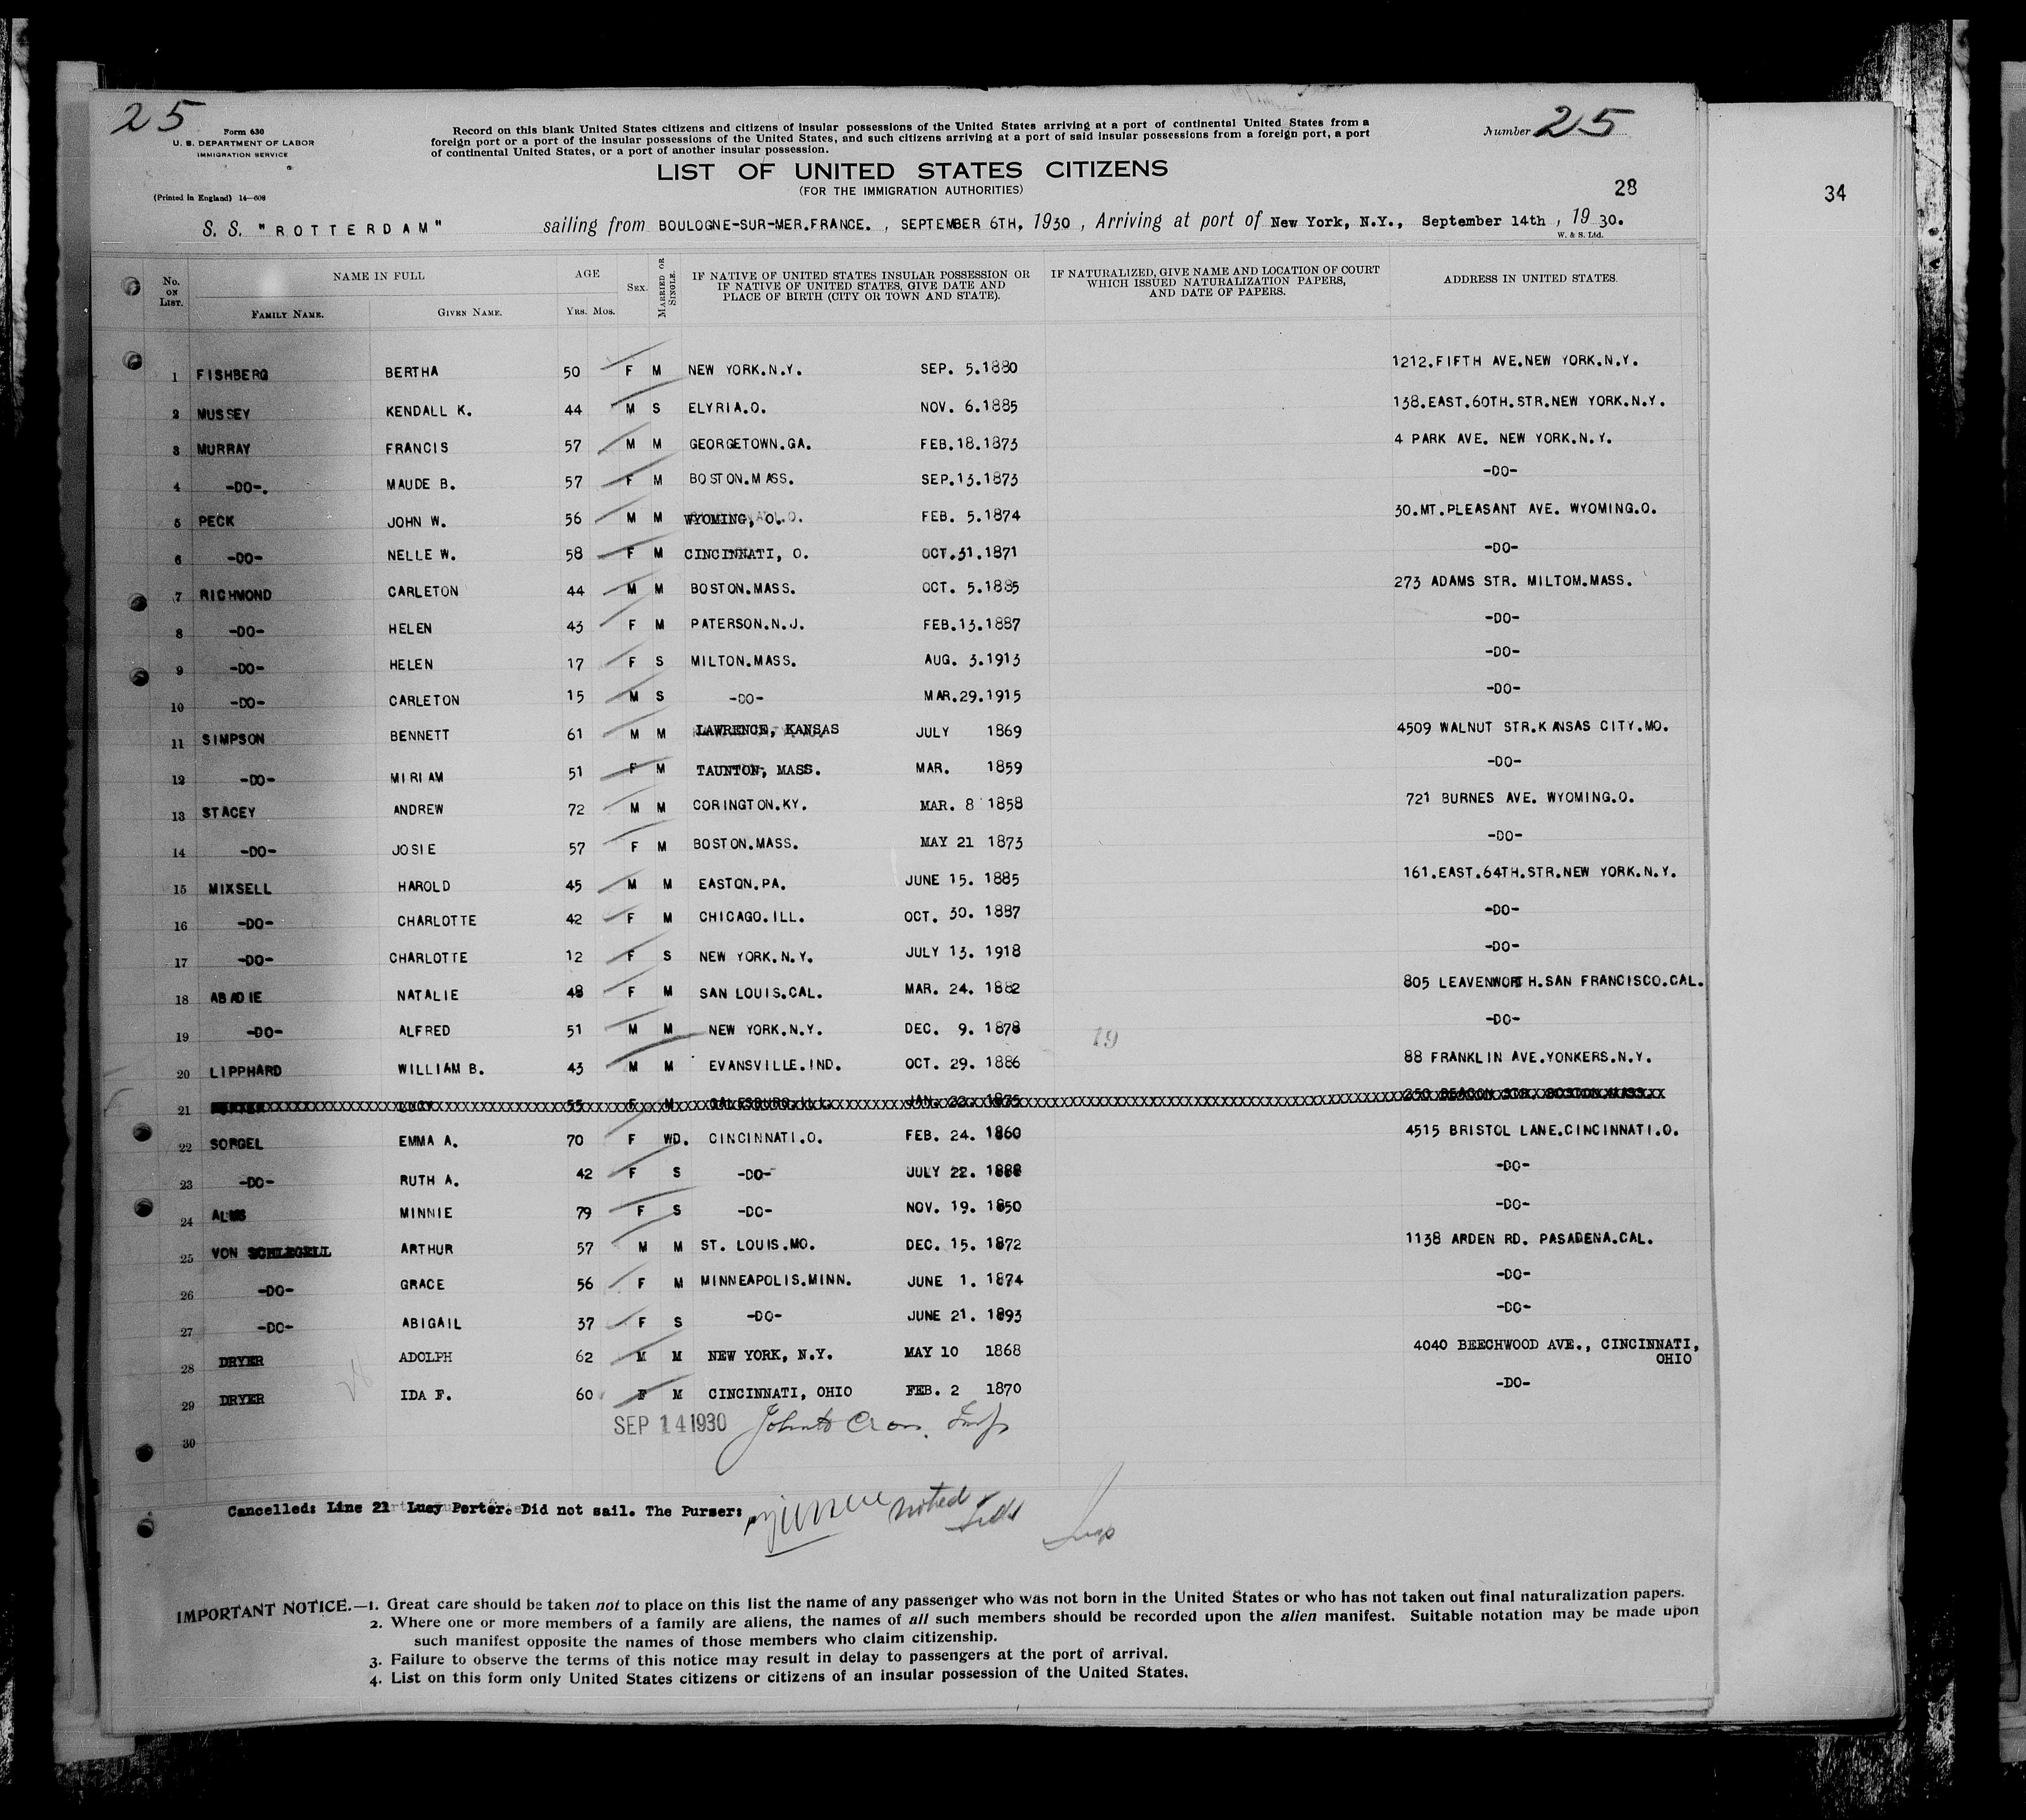 25
Form 630
U. S. DEPARTMENT OF LABOR
IMMIGRATION SERVICE
(Printed in England) 14—608
Record on this blank United States citizens and citizens of insular possessions of the United States arriving at a port of continental United States from a
foreign port or a port of the insular possessions of the United States, and such citizens arriving at a port of said insular possessions from a foreign port, a port
of continental United States, or a port of another insular possession.
Number 25
LIST OF UNITED STATES CITIZENS
(FOR THE IMMIGRATION AUTHORITIES)
28
34
S. S. "ROTTERDAM" sailing from BOULOGNE-SUR-MER.FRANCE. , SEPTEMBER 6TH, 1930 , Arriving at port of New York, N.Y., September 14th , 19 30.
W. & S. Ltd.
No. ON LIST. NAME IN FULL FAMILY NAME. GIVEN NAME. AGE YRS. MOS. SEX. MARRIED OR SINGLE. IF NATIVE OF UNITED STATES INSULAR POSSESSION OR IF NATIVE OF UNITED STATES, GIVE DATE AND PLACE OF BIRTH (CITY OR TOWN AND STATE). IF NATURALIZED, GIVE NAME AND LOCATION OF COURT WHICH ISSUED NATURALIZATION PAPERS, AND DATE OF PAPERS. ADDRESS IN UNITED STATES.
1 FISHBERG BERTHA 50 F M NEW YORK.N.Y. SEP. 5.1880 1212.FIFTH AVE.NEW YORK.N.Y.
2 MUSSEY KENDALL K. 44 M S ELYRIA.O. NOV. 6.1885 138.EAST.60TH.STR.NEW YORK.N.Y.
3 MURRAY FRANCIS 57 M M GEORGETOWN.GA. FEB.18.1873 4 PARK AVE. NEW YORK.N.Y.
4 -DO-. MAUDE B. 57 F M BOSTON.MASS. SEP.13.1873 -DO-
5 PECK JOHN W. 56 M M WYOMING, O. FEB. 5.1874 30.MT.PLEASANT AVE. WYOMING.O.
6 -DO- NELLE W. 58 F M CINCINNATI, O. OCT.31.1871 -DO-
7 RICHMOND CARLETON 44 M M BOSTON.MASS. OCT. 5.1885 273 ADAMS STR. MILTOM.MASS.
8 -DO- HELEN 43 F M PATERSON.N.J. FEB.13.1887 -DO-
9 -DO- HELEN 17 F S MILTON.MASS. AUG. 3.1913 -DO-
10 -DO- CARLETON 15 M S -DO- MAR.29.1915 -DO-
11 SIMPSON BENNETT 61 M M LAWRENCE, KANSAS JULY 1869 4509 WALNUT STR.KANSAS CITY.MO.
12 -DO- MIRIAM 51 F M TAUNTON, MASS. MAR. 1859 -DO-
13 STACEY ANDREW 72 M M CORINGTON.KY. MAR. 8 1858 721 BURNES AVE. WYOMING.O.
14 -DO- JOSIE 57 F M BOSTON.MASS. MAY 21 1873 -DO-
15 MIXSELL HAROLD 45 M M EASTON.PA. JUNE 15. 1885 161.EAST.64TH.STR.NEW YORK.N.Y.
16 -DO- CHARLOTTE 42 F M CHICAGO.ILL. OCT. 30. 1887 -DO-
17 -DO- CHARLOTTE 12 F S NEW YORK.N.Y. JULY 13. 1918 -DO-
18 ABADIE NATALIE 48 F M SAN LOUIS.CAL. MAR. 24. 1882 805 LEAVENWORTH.SAN FRANCISCO.CAL.
19 -DO- ALFRED 51 M M NEW YORK.N.Y. DEC. 9. 1878 19 -DO-
20 LIPPHARD WILLIAM B. 43 M M EVANSVILLE.IND. OCT. 29. 1886 88 FRANKLIN AVE.YONKERS.N.Y.
21 LUCY 55 F M GALESBURG.ILL. JAN. 22. 1875 250 BEACON STR. BOSTON.MASS.
22 SORGEL EMMA A. 70 F WD. CINCINNATI.O. FEB. 24. 1860 4515 BRISTOL LANE.CINCINNATI.O.
23 -DO- RUTH A. 42 F S -DO- JULY 22. 1888 -DO-
24 ALMS MINNIE 79 F S -DO- NOV. 19. 1850 -DO-
25 VON SCHLEGELL ARTHUR 57 M M ST. LOUIS.MO. DEC. 15. 1872 1138 ARDEN RD. PASADENA.CAL.
26 -DO- GRACE 56 F M MINNEAPOLIS.MINN. JUNE 1. 1874 -DO-
27 -DO- ABIGAIL 37 F S -DO- JUNE 21. 1893 -DO-
28 DRYER ADOLPH 62 M M NEW YORK, N.Y. MAY 10 1868 4040 BEECHWOOD AVE., CINCINNATI, OHIO
29 DRYER IDA F. 60 F M CINCINNATI, OHIO FEB. 2 1870 -DO-
SEP 14 1930
30
Cancelled: Line 21 Lucy Porter. Did not sail. The Purser:
noted
Insp
IMPORTANT NOTICE.—1. Great care should be taken not to place on this list the name of any passenger who was not born in the United States or who has not taken out final naturalization papers.
2. Where one or more members of a family are aliens, the names of all such members should be recorded upon the alien manifest. Suitable notation may be made upon
such manifest opposite the names of those members who claim citizenship.
3. Failure to observe the terms of this notice may result in delay to passengers at the port of arrival.
4. List on this form only United States citizens or citizens of an insular possession of the United States.